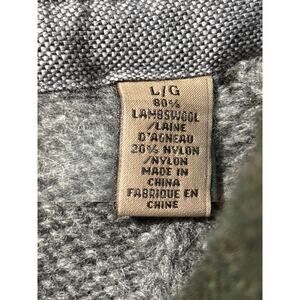 L/G
80%
LAMBSWOOL
/LAINE
D'AGNEAU
20% NYLON
/NYLON
MADE IN
CHINA
FABRIQUE EN
CHINE